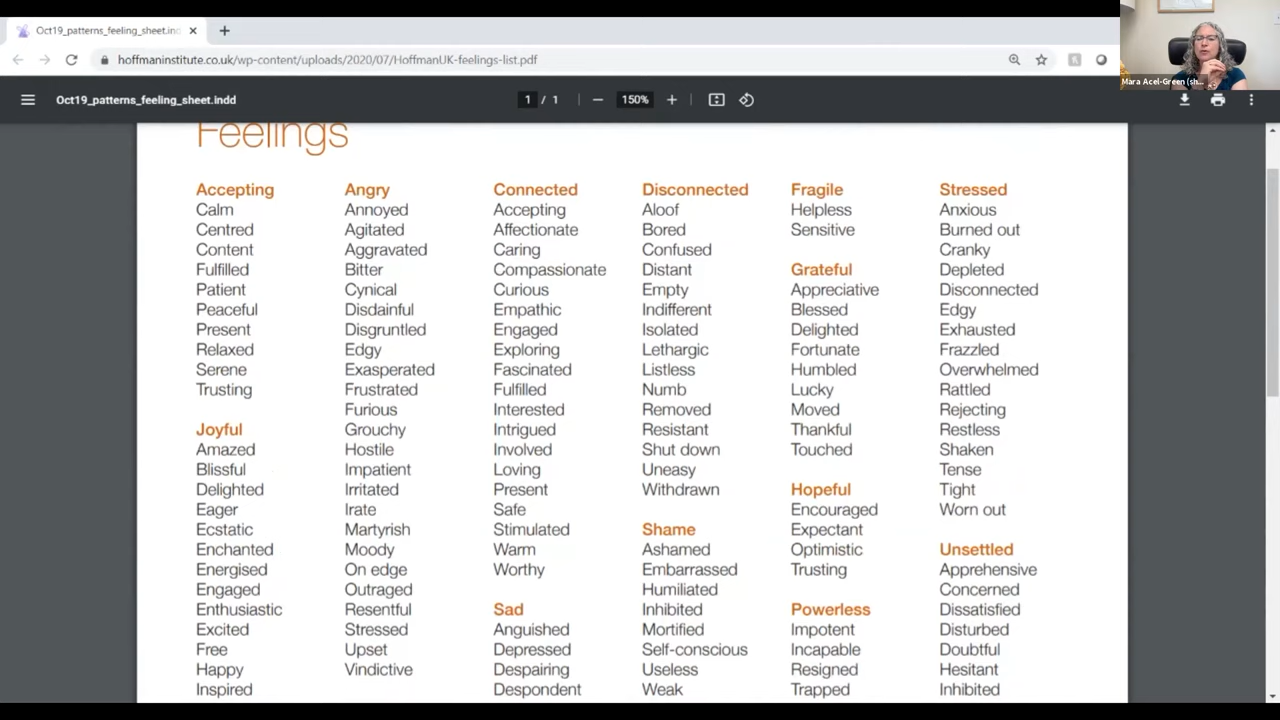 Oct19_patterns_feeling_sheet.ind
hoffmaninstitute.co.uk/wp-content/uploads/2020/07/HoffmanUK-feelings-list.pdf
Mara Acel-Green (sh...
Oct19_patterns_feeling_sheet.indd
1 / 1
150%
Feelings
Accepting
Calm
Centred
Content
Fulfilled
Patient
Peaceful
Present
Relaxed
Serene
Trusting
Joyful
Amazed
Blissful
Delighted
Eager
Ecstatic
Enchanted
Energised
Engaged
Enthusiastic
Excited
Free
Happy
Inspired
Angry
Annoyed
Agitated
Aggravated
Bitter
Cynical
Disdainful
Disgruntled
Edgy
Exasperated
Frustrated
Furious
Grouchy
Hostile
Impatient
Irritated
Irate
Martyrish
Moody
On edge
Outraged
Resentful
Stressed
Upset
Vindictive
Connected
Accepting
Affectionate
Caring
Compassionate
Curious
Empathic
Engaged
Exploring
Fascinated
Fulfilled
Interested
Intrigued
Involved
Loving
Present
Safe
Stimulated
Warm
Worthy
Sad
Anguished
Depressed
Despairing
Despondent
Disconnected
Aloof
Bored
Confused
Distant
Empty
Indifferent
Isolated
Lethargic
Listless
Numb
Removed
Resistant
Shut down
Uneasy
Withdrawn
Shame
Ashamed
Embarrassed
Humiliated
Inhibited
Mortified
Self-conscious
Useless
Weak
Fragile
Helpless
Sensitive
Grateful
Appreciative
Blessed
Delighted
Fortunate
Humbled
Lucky
Moved
Thankful
Touched
Hopeful
Encouraged
Expectant
Optimistic
Trusting
Powerless
Impotent
Incapable
Resigned
Trapped
Stressed
Anxious
Burned out
Cranky
Depleted
Disconnected
Edgy
Exhausted
Frazzled
Overwhelmed
Rattled
Rejecting
Restless
Shaken
Tense
Tight
Worn out
Unsettled
Apprehensive
Concerned
Dissatisfied
Disturbed
Doubtful
Hesitant
Inhibited